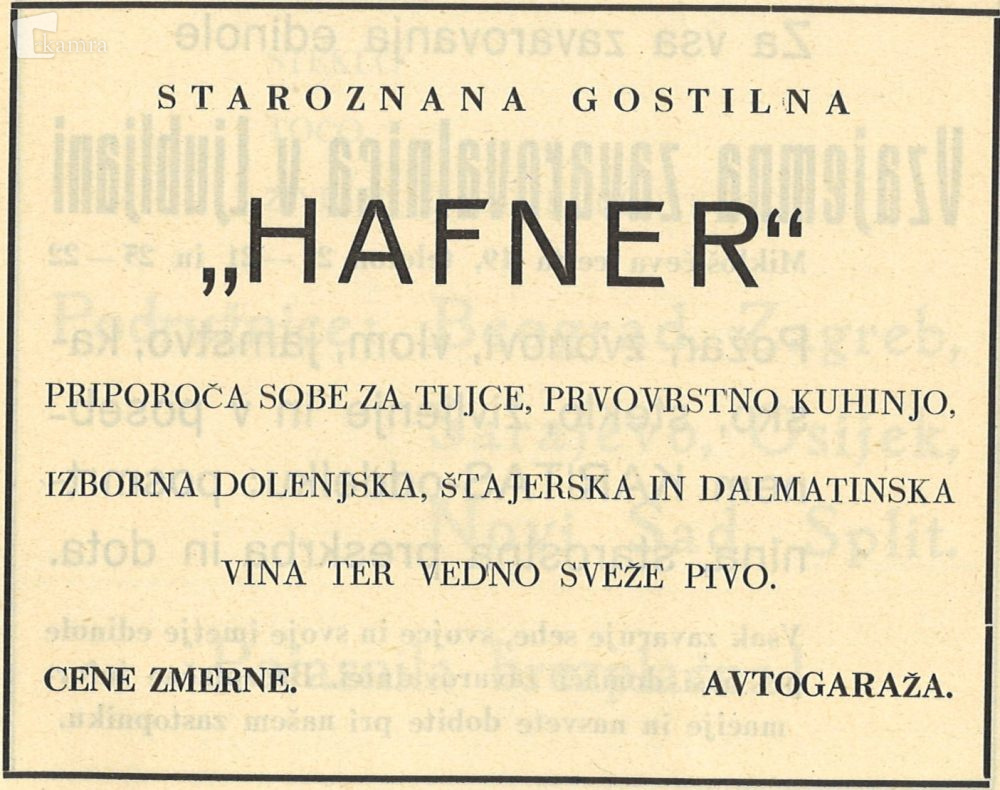 kamra
STAROZNANA GOSTILNA
„HAFNER“
PRIPOROČA SOBE ZA TUJCE, PRVOVRSTNO KUHINJO,
IZBORNA DOLENJSKA, ŠTAJERSKA IN DALMATINSKA
VINA TER VEDNO SVEŽE PIVO.
CENE ZMERNE. AVTOGARAŽA.